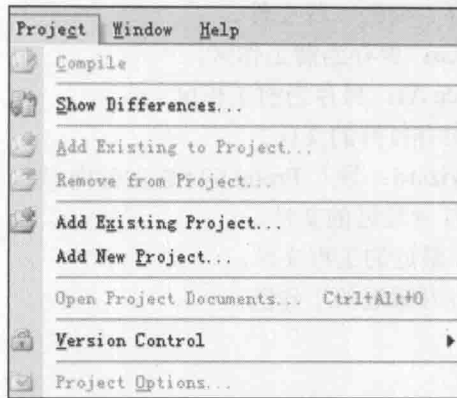 Project Window Help
Compile
Show Differences...
Add Existing to Project...
Remove from Project...
Add Existing Project...
Add New Project...
Open Project Documents... Ctrl+Alt+O
Version Control
Project Options...